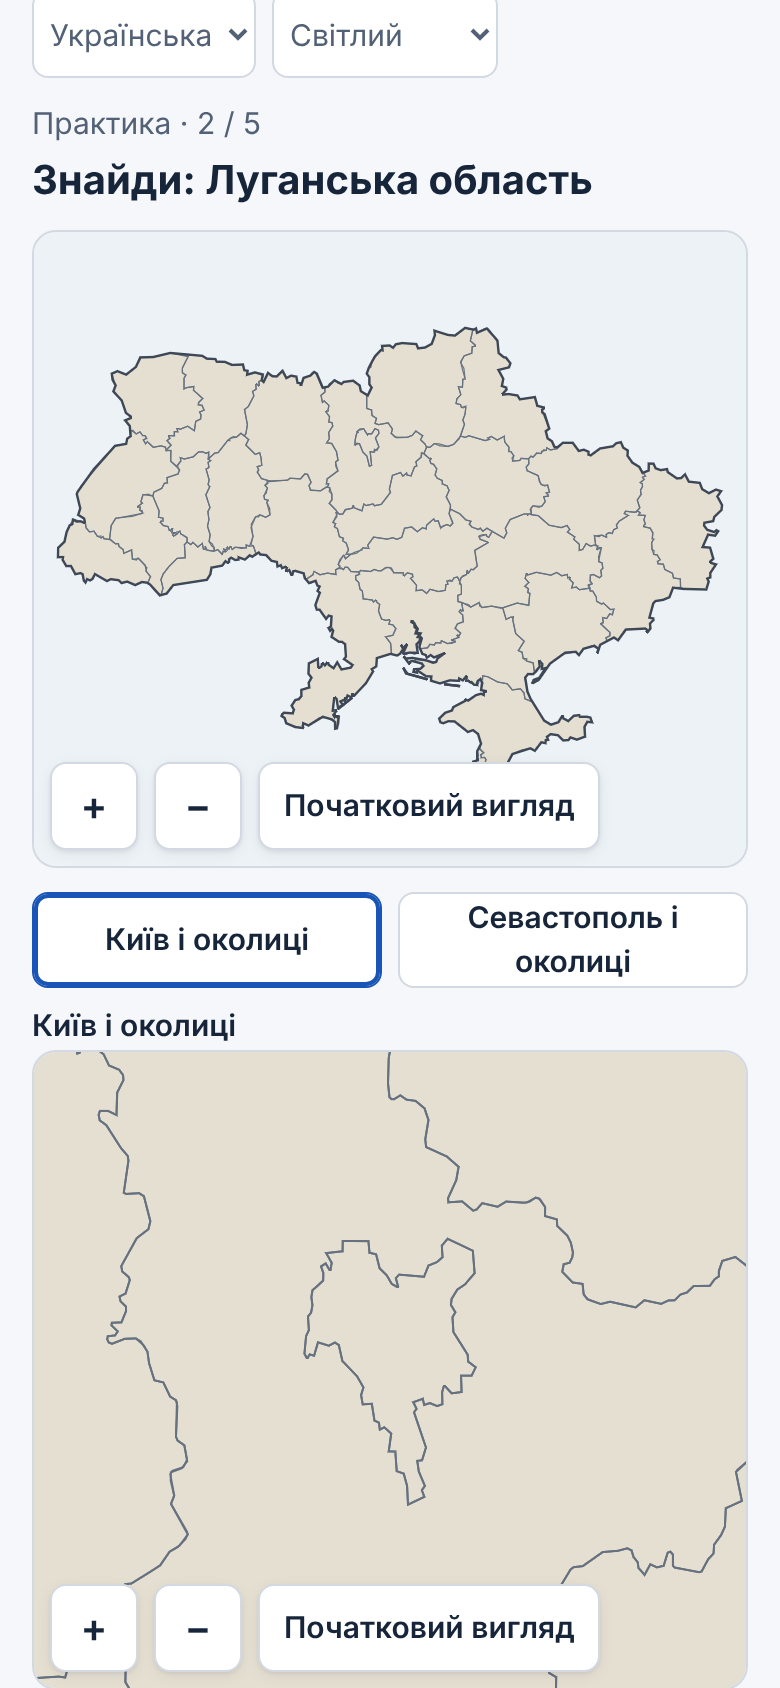 Українська
Світлий
Практика · 2 / 5
Знайди: Луганська область
+
−
Початковий вигляд
Київ і околиці
Севастополь і
околиці
Київ і околиці
+
−
Початковий вигляд